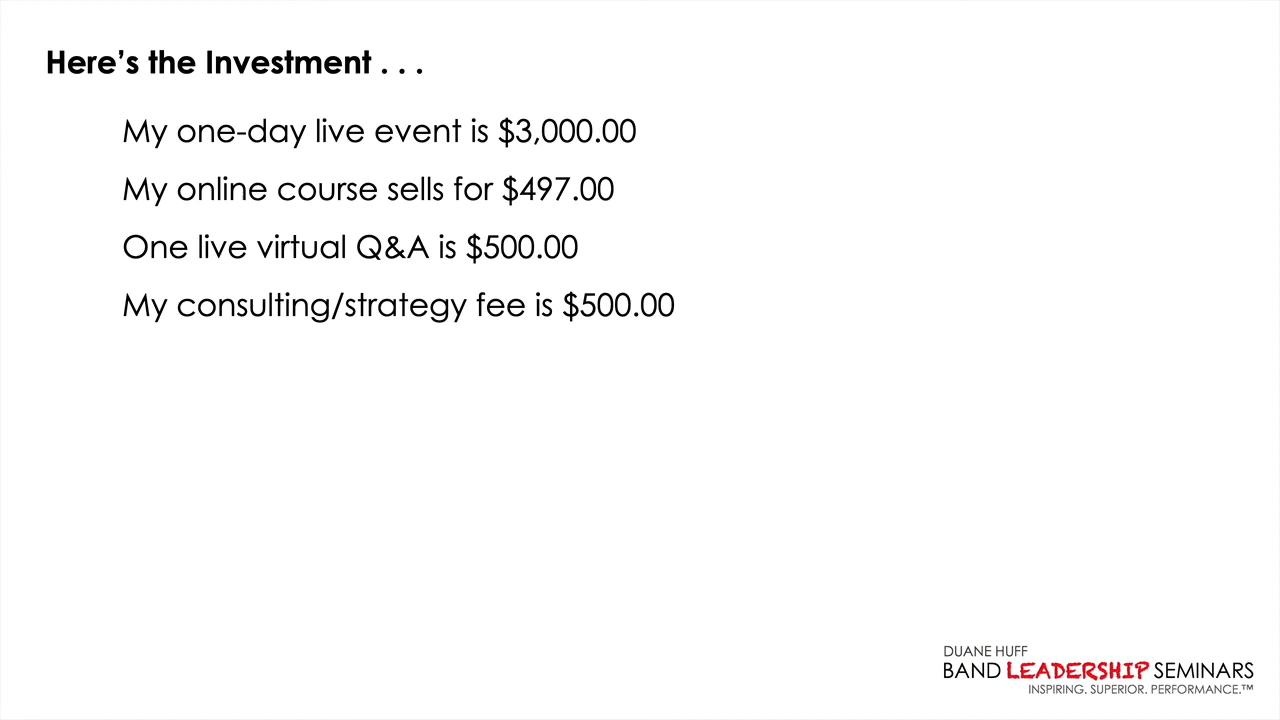 Here’s the Investment . . .
My one-day live event is $3,000.00
My online course sells for $497.00
One live virtual Q&A is $500.00
My consulting/strategy fee is $500.00
DUANE HUFF
BAND LEADERSHIP SEMINARS
INSPIRING. SUPERIOR. PERFORMANCE.™